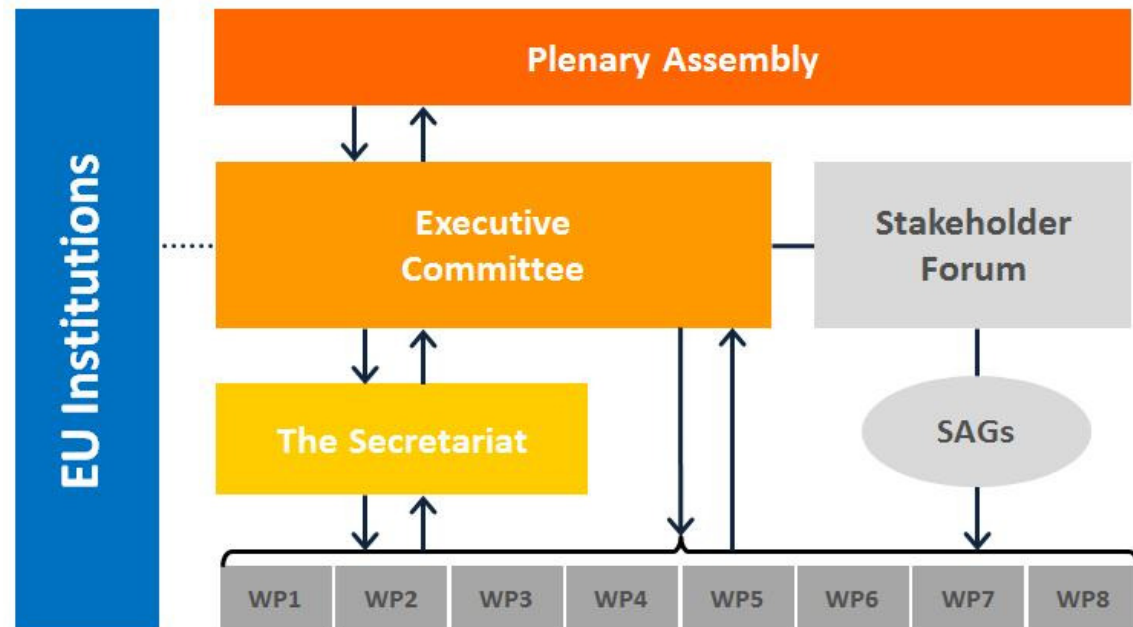 EU Institutions
Plenary Assembly
Executive
Committee
Stakeholder
Forum
The Secretariat
SAGs
WP1
WP2
WP3
WP4
WP5
WP6
WP7
WP8